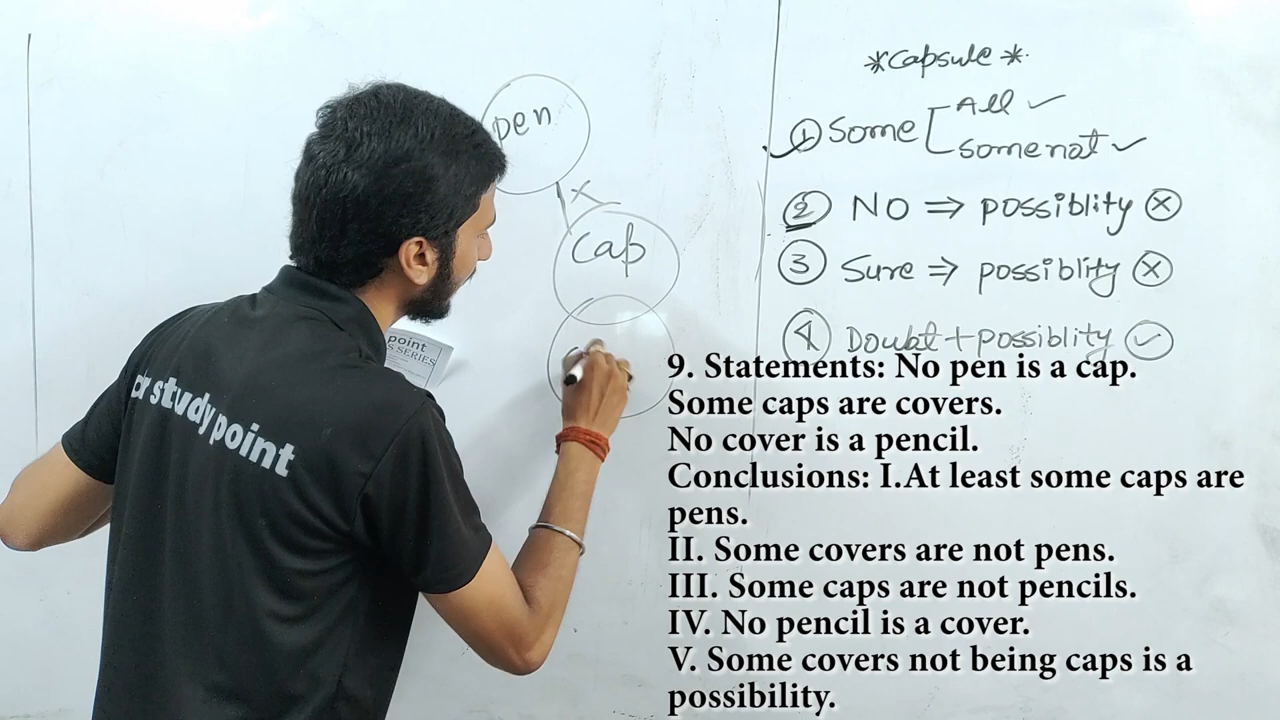 *Capsule*
Pen
① Some All ✓
some not ✓
x
② NO ⇒ possiblity ⓧ
cap
③ Sure ⇒ possiblity ⓧ
④ Doubt + possiblity ✓
point
SERIES
study point
9. Statements: No pen is a cap.
Some caps are covers.
No cover is a pencil.
Conclusions: I.At least some caps are
pens.
II. Some covers are not pens.
III. Some caps are not pencils.
IV. No pencil is a cover.
V. Some covers not being caps is a
possibility.